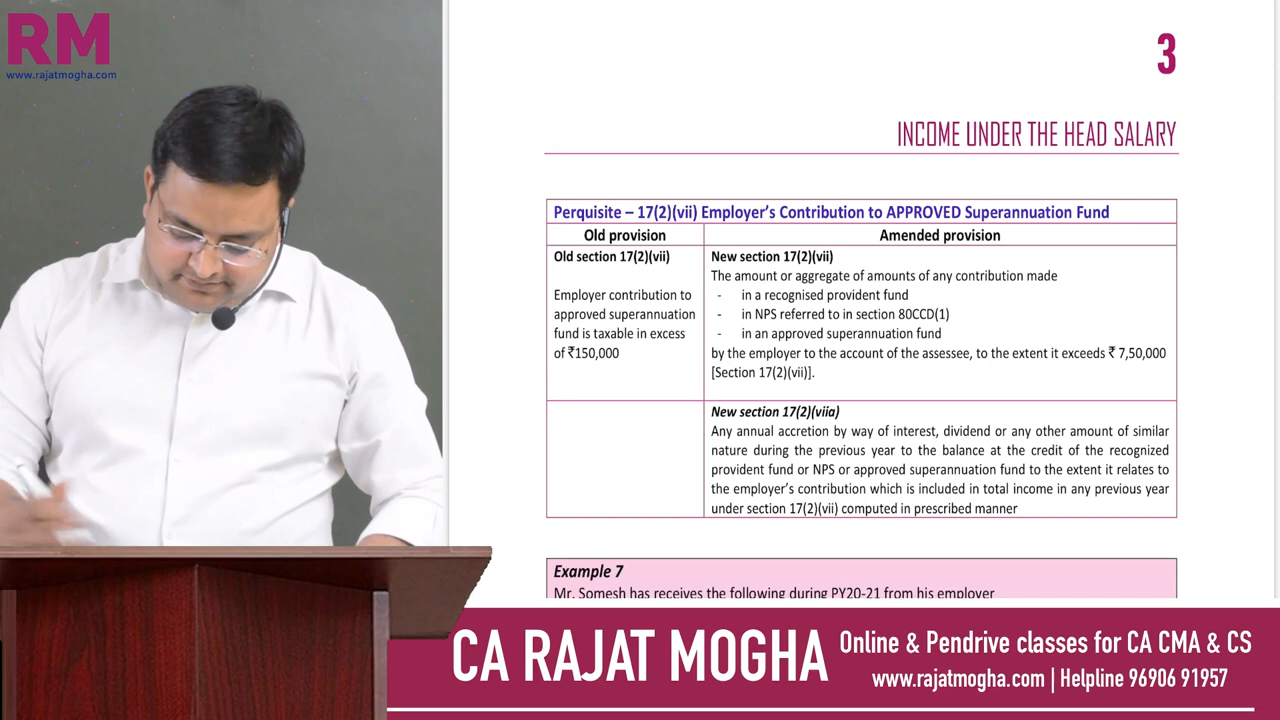 RM
www.rajatmogha.com
3
INCOME UNDER THE HEAD SALARY
Perquisite – 17(2)(vii) Employer's Contribution to APPROVED Superannuation Fund
Old provision
Amended provision
Old section 17(2)(vii)
Employer contribution to
approved superannuation
fund is taxable in excess
of ₹150,000
New section 17(2)(vii)
The amount or aggregate of amounts of any contribution made
- in a recognised provident fund
- in NPS referred to in section 80CCD(1)
- in an approved superannuation fund
by the employer to the account of the assessee, to the extent it exceeds ₹ 7,50,000
[Section 17(2)(vii)].
New section 17(2)(viia)
Any annual accretion by way of interest, dividend or any other amount of similar
nature during the previous year to the balance at the credit of the recognized
provident fund or NPS or approved superannuation fund to the extent it relates to
the employer's contribution which is included in total income in any previous year
under section 17(2)(vii) computed in prescribed manner
Example 7
Mr. Somesh has receives the following during PY20-21 from his employer
CA RAJAT MOGHA
Online & Pendrive classes for CA CMA & CS
www.rajatmogha.com | Helpline 96906 91957